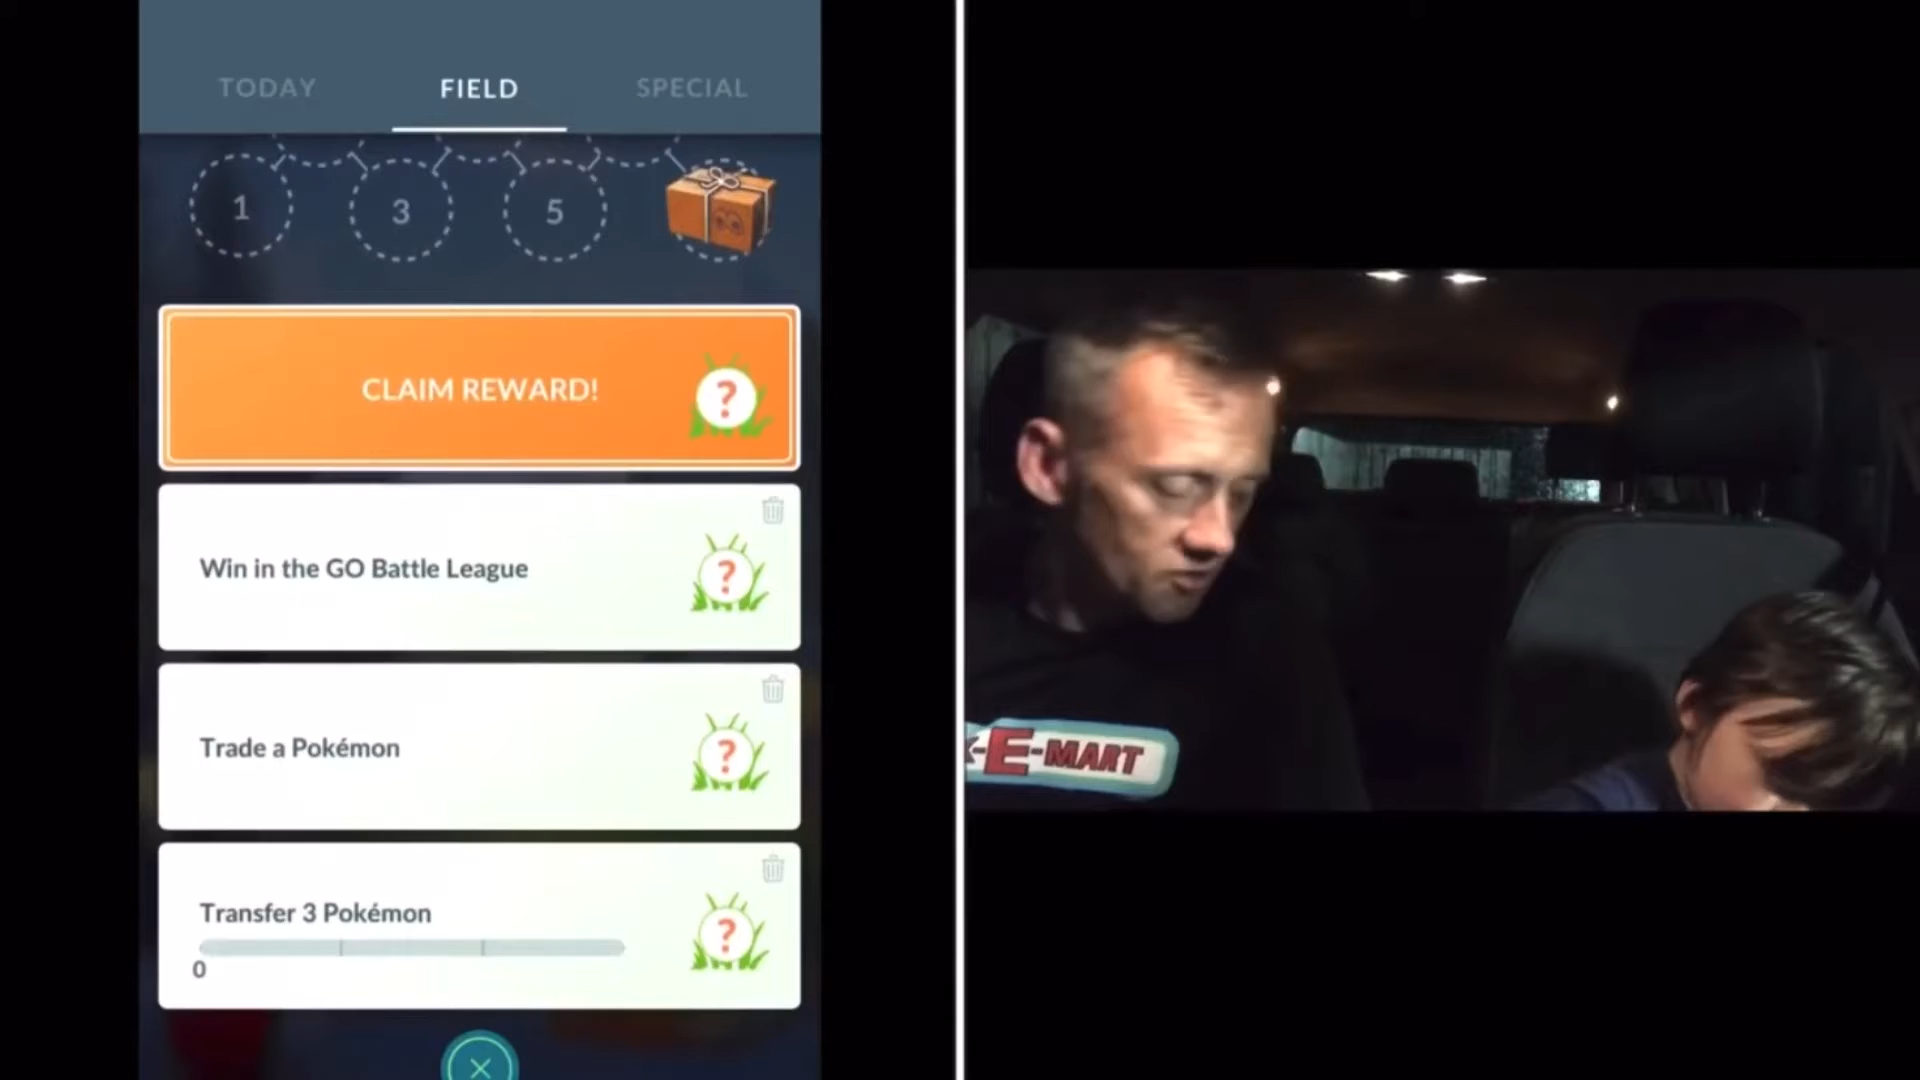 TODAY FIELD SPECIAL
1 3 5
CLAIM REWARD! ?
Win in the GO Battle League ?
Trade a Pokémon ?
Transfer 3 Pokémon ?
0
-E-MART